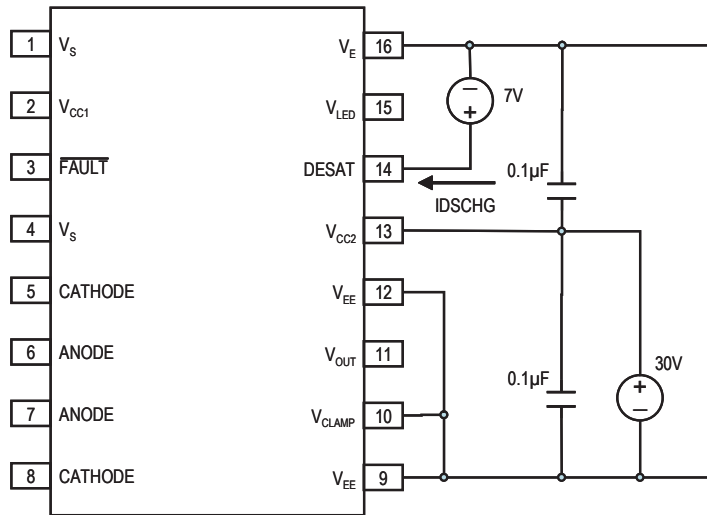 1 V_S
2 V_CC1
3 F̅A̅U̅L̅T̅
4 V_S
5 CATHODE
6 ANODE
7 ANODE
8 CATHODE
V_E 16
V_LED 15
DESAT 14
V_CC2 13
V_EE 12
V_OUT 11
V_CLAMP 10
V_EE 9
− + 7V
IDSCHG
0.1µF
0.1µF
30V + −